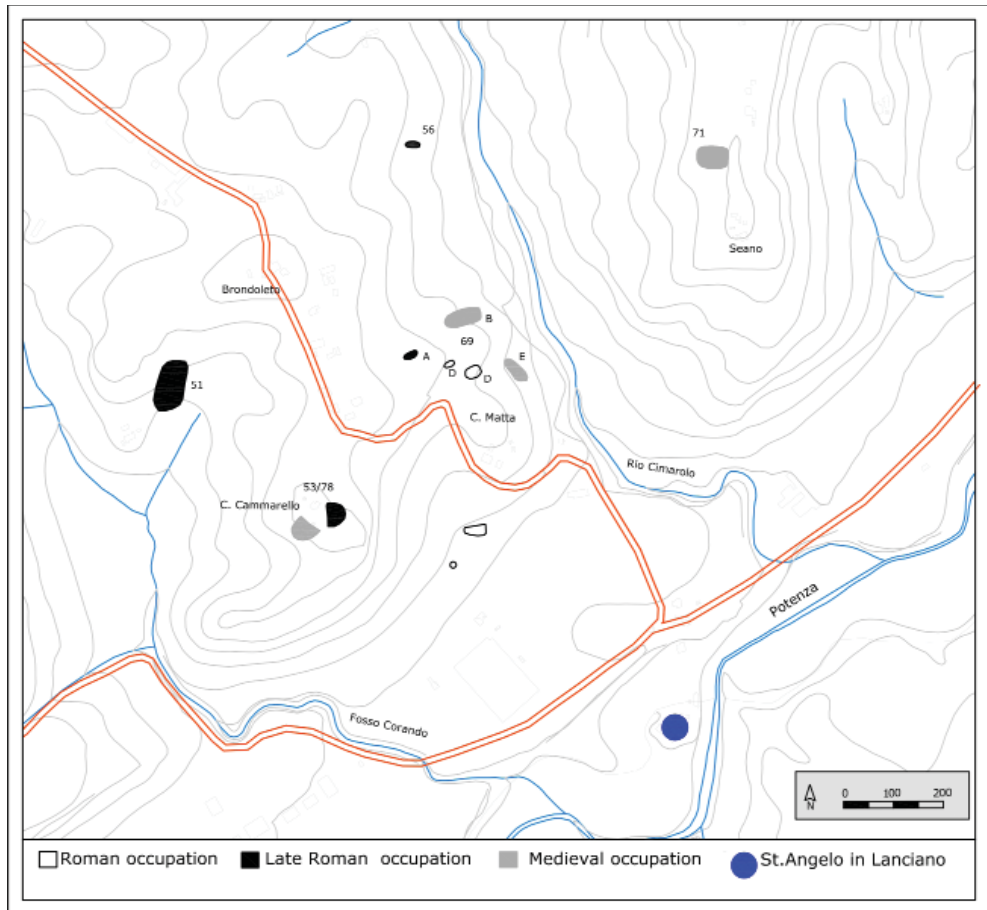 56
71
Seano
Brondoleto
B
69
A
E
D
D
51
C. Matta
Rio Cimarolo
53/78
C. Cammarello
Potenza
Fosso Corando
0 100 200
N
Roman occupation
Late Roman occupation
Medieval occupation
St.Angelo in Lanciano